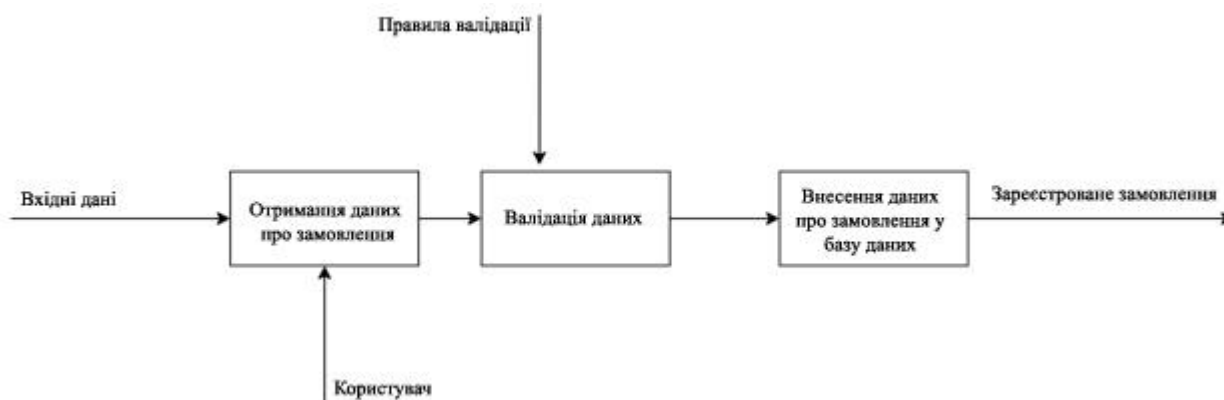 Правила валідації
Вхідні дані
Отримання даних
про замовлення
Валідація даних
Внесення даних
про замовлення у
базу даних
Зареєстроване замовлення
Користувач